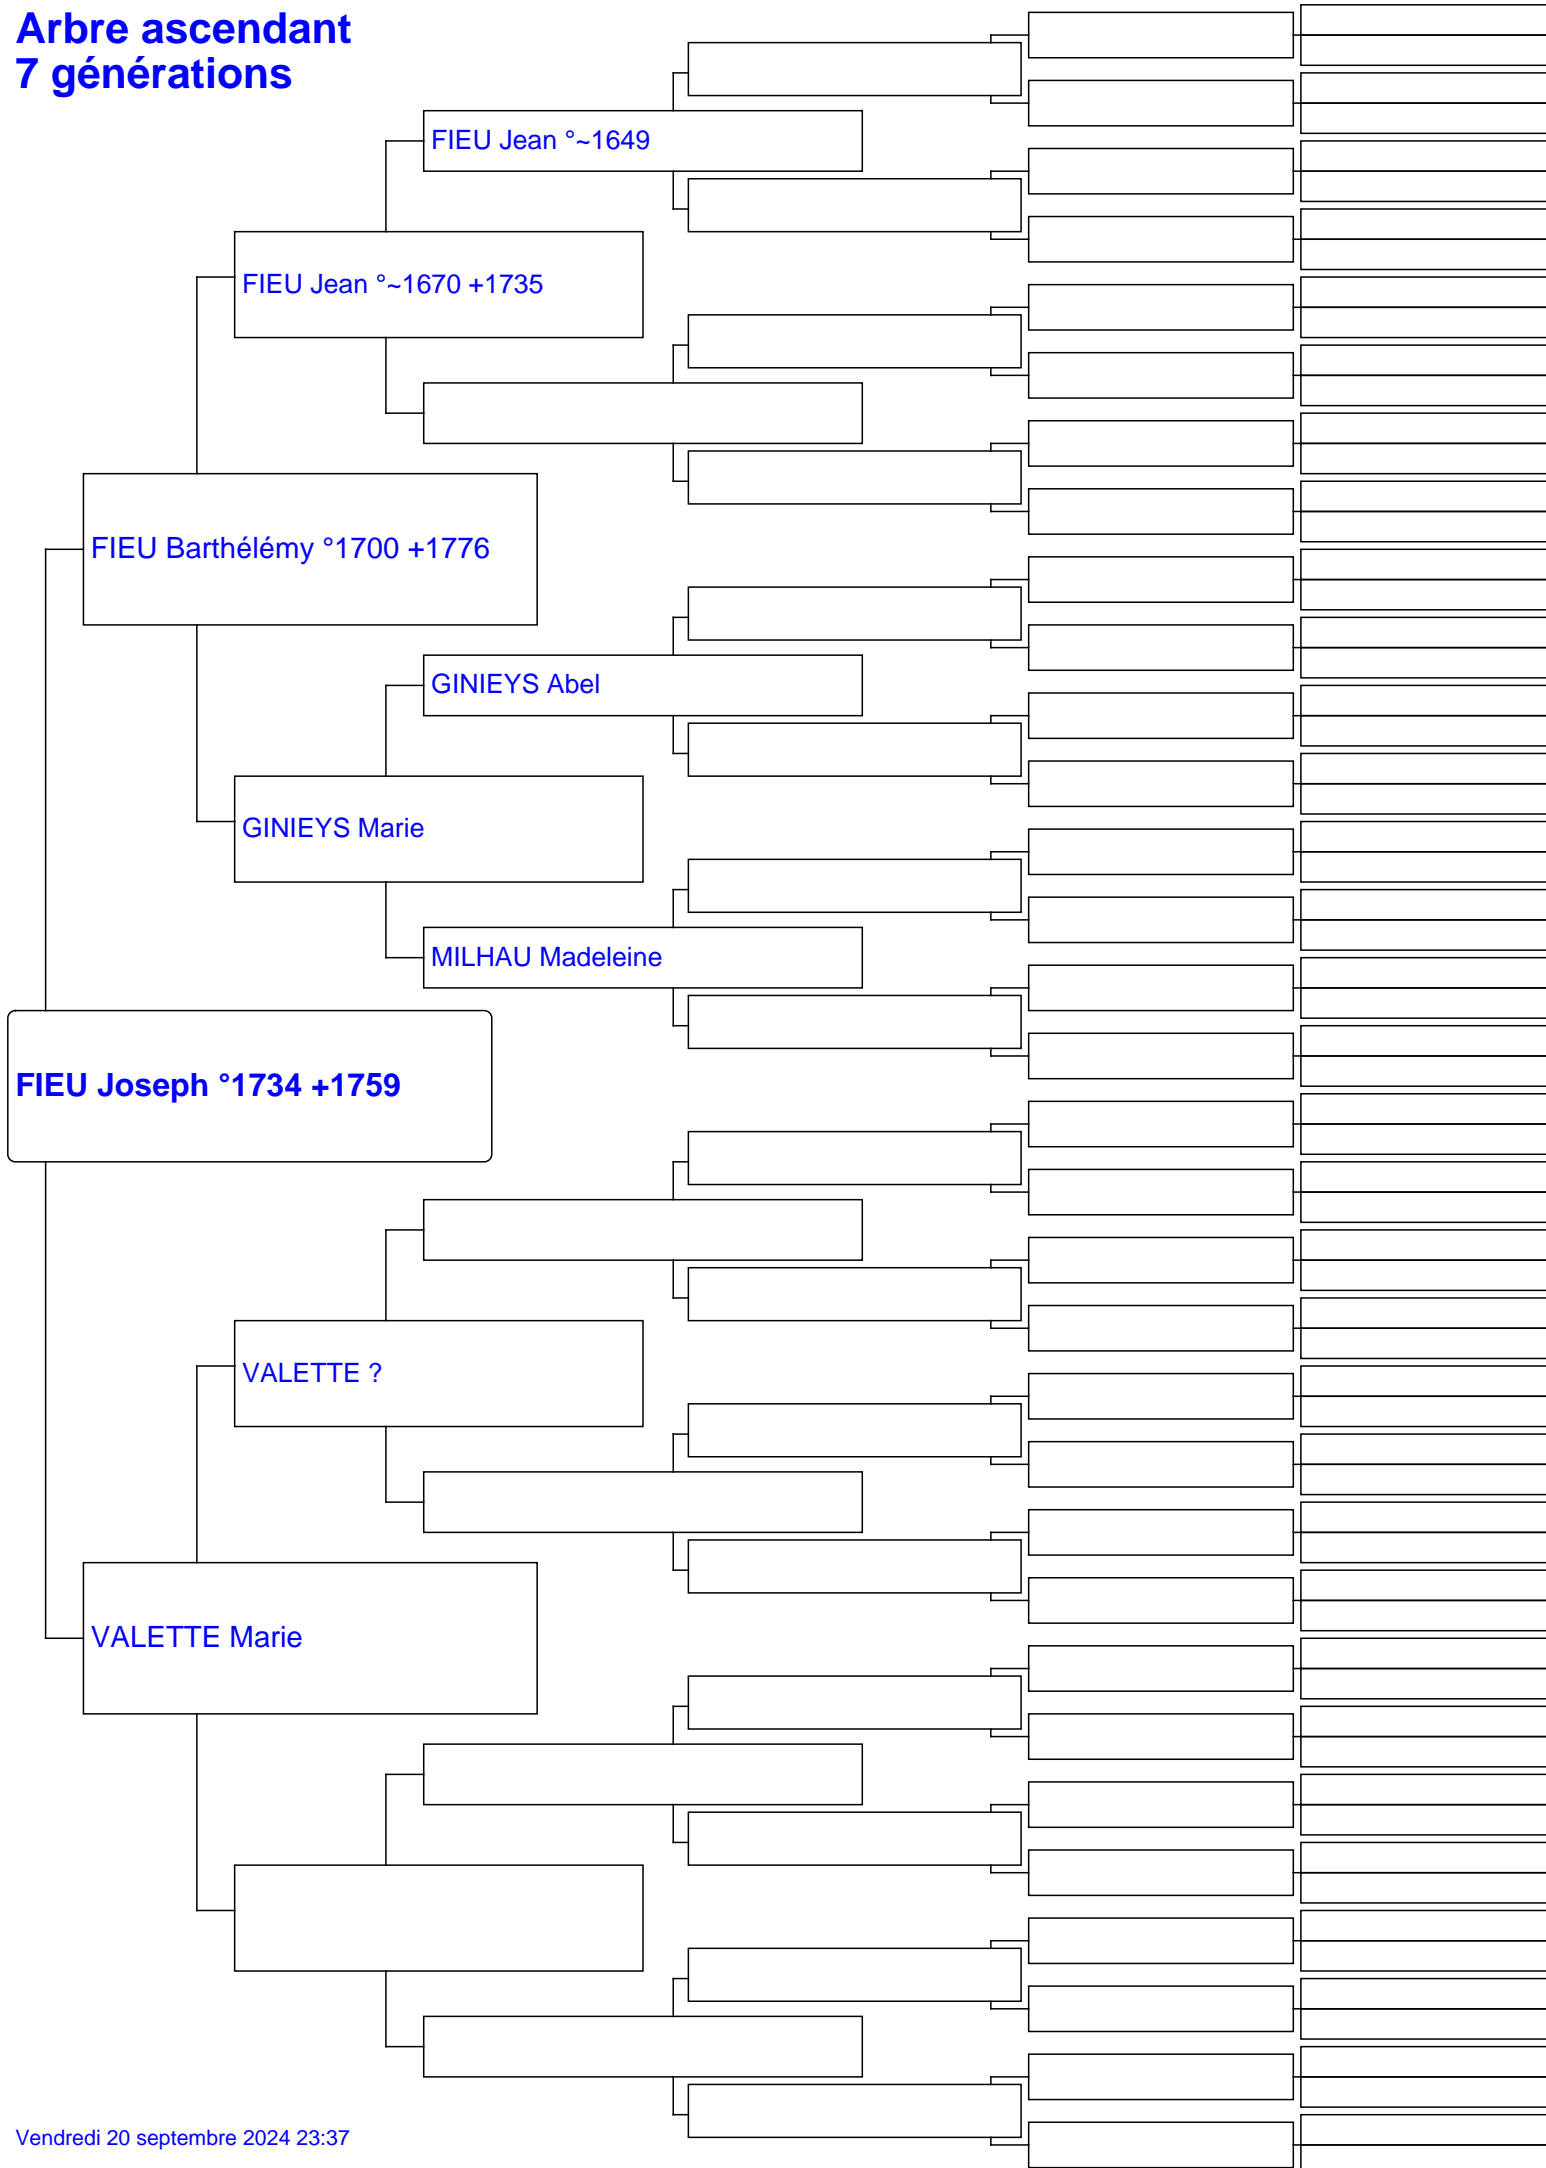 Arbre ascendant
7 générations
FIEU Jean °~1649
FIEU Jean °~1670 +1735
FIEU Barthélémy °1700 +1776
GINIEYS Abel
GINIEYS Marie
MILHAU Madeleine
FIEU Joseph °1734 +1759
VALETTE ?
VALETTE Marie
Vendredi 20 septembre 2024 23:37